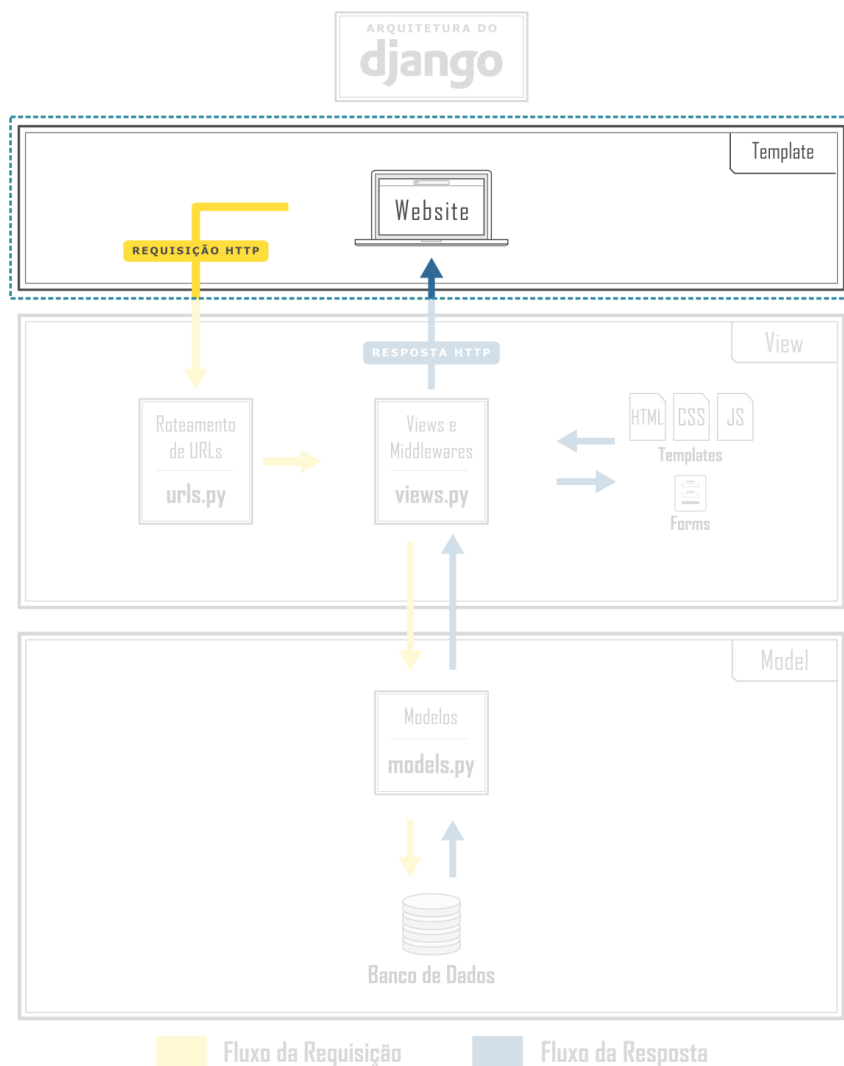 ARQUITETURA DO
django
Template
Website
REQUISIÇÃO HTTP
View
RESPOSTA HTTP
Roteamento
de URLs
urls.py
Views e
Middlewares
views.py
HTML
CSS
JS
Templates
Forms
Model
Modelos
models.py
Banco de Dados
Fluxo da Requisição
Fluxo da Resposta